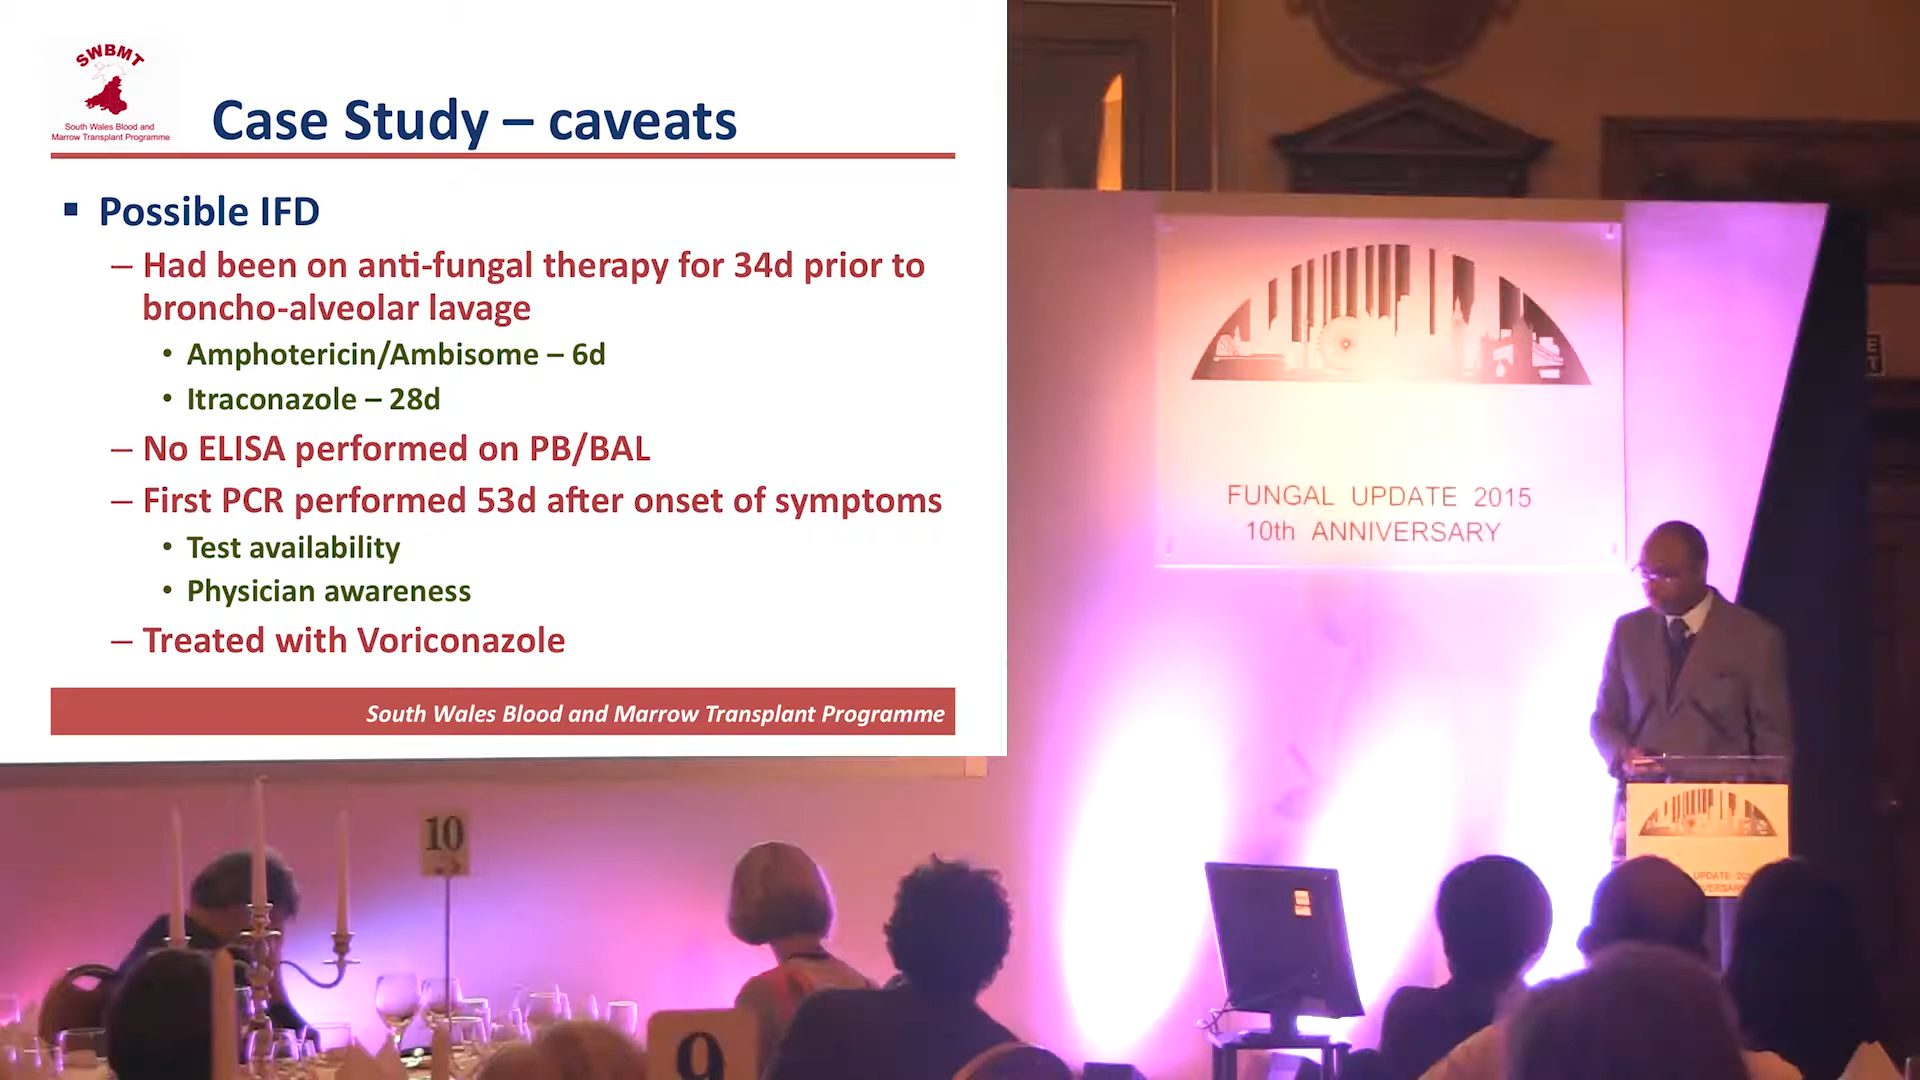 SWBMT
South Wales Blood and
Marrow Transplant Programme
Case Study – caveats
Possible IFD
– Had been on anti-fungal therapy for 34d prior to
broncho-alveolar lavage
• Amphotericin/Ambisome – 6d
• Itraconazole – 28d
– No ELISA performed on PB/BAL
– First PCR performed 53d after onset of symptoms
• Test availability
• Physician awareness
– Treated with Voriconazole
South Wales Blood and Marrow Transplant Programme
FUNGAL UPDATE 2015
10th ANNIVERSARY
UPDATE
10
9